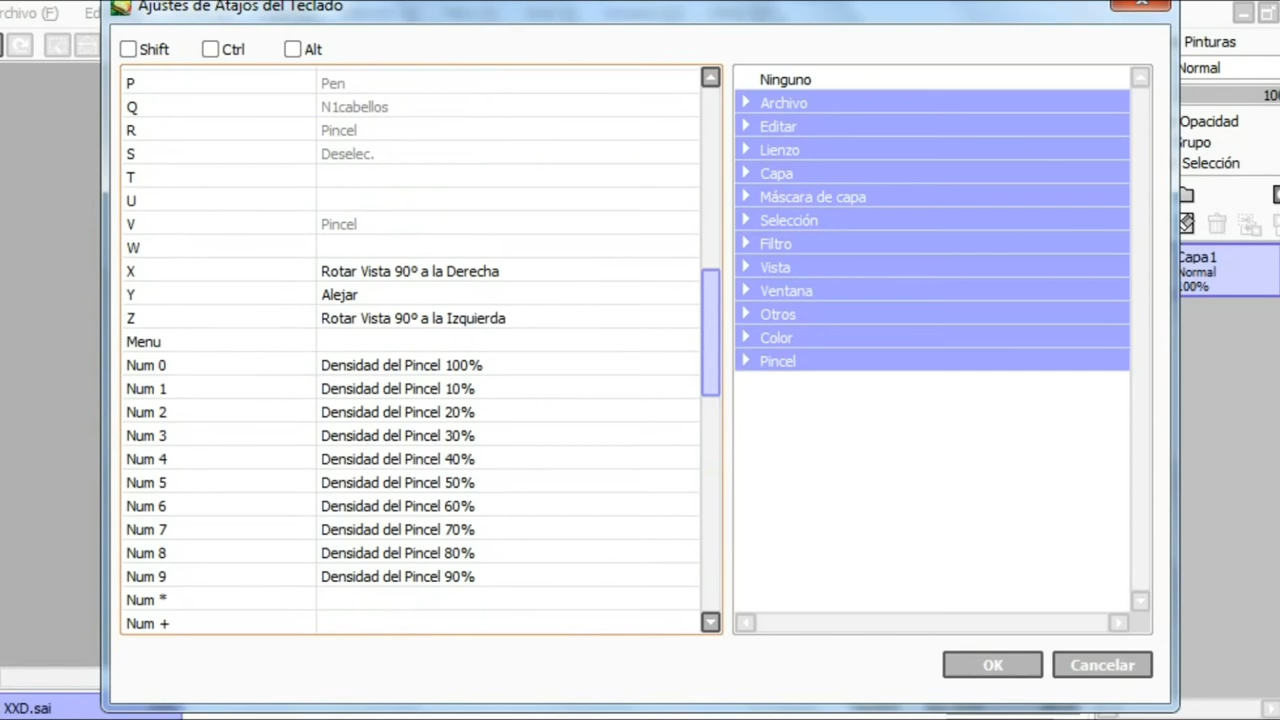 Ajustes de Atajos del Teclado
rchivo (F)
Shift Ctrl Alt
P Pen
Q N1cabellos
R Pincel
S Deselec.
T
U
V Pincel
W
X Rotar Vista 90º a la Derecha
Y Alejar
Z Rotar Vista 90º a la Izquierda
Menu
Num 0 Densidad del Pincel 100%
Num 1 Densidad del Pincel 10%
Num 2 Densidad del Pincel 20%
Num 3 Densidad del Pincel 30%
Num 4 Densidad del Pincel 40%
Num 5 Densidad del Pincel 50%
Num 6 Densidad del Pincel 60%
Num 7 Densidad del Pincel 70%
Num 8 Densidad del Pincel 80%
Num 9 Densidad del Pincel 90%
Num *
Num +
Ninguno
Archivo
Editar
Lienzo
Capa
Máscara de capa
Selección
Filtro
Vista
Ventana
Otros
Color
Pincel
OK Cancelar
Pinturas
Normal
100
Opacidad
rupo
Selección
Capa1
Normal
100%
XXD.sai